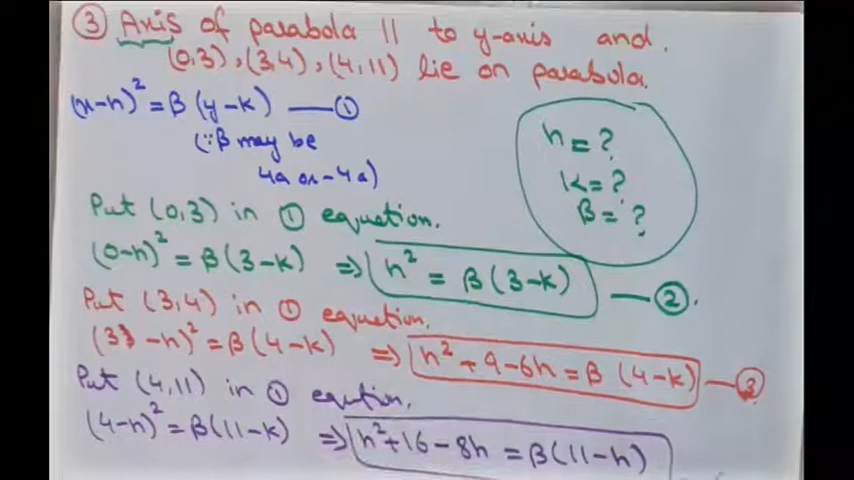 ③ Axis of parabola || to y-axis and.
(0,3), (3,4), (4,11) lie on parabola.
(x-h)² = β(y-k) — ①
(∵ β may be
4a or -4a)
h = ?
k = ?
β = ?
Put (0,3) in ① equation.
(0-h)² = β(3-k) ⇒ h² = β(3-k) — ②.
Put (3,4) in ① equation.
(3-h)² = β(4-k) ⇒ h²+9-6h = β(4-k) — ③
Put (4,11) in ① eqution.
(4-h)² = β(11-k) ⇒ h²+16-8h = β(11-h)